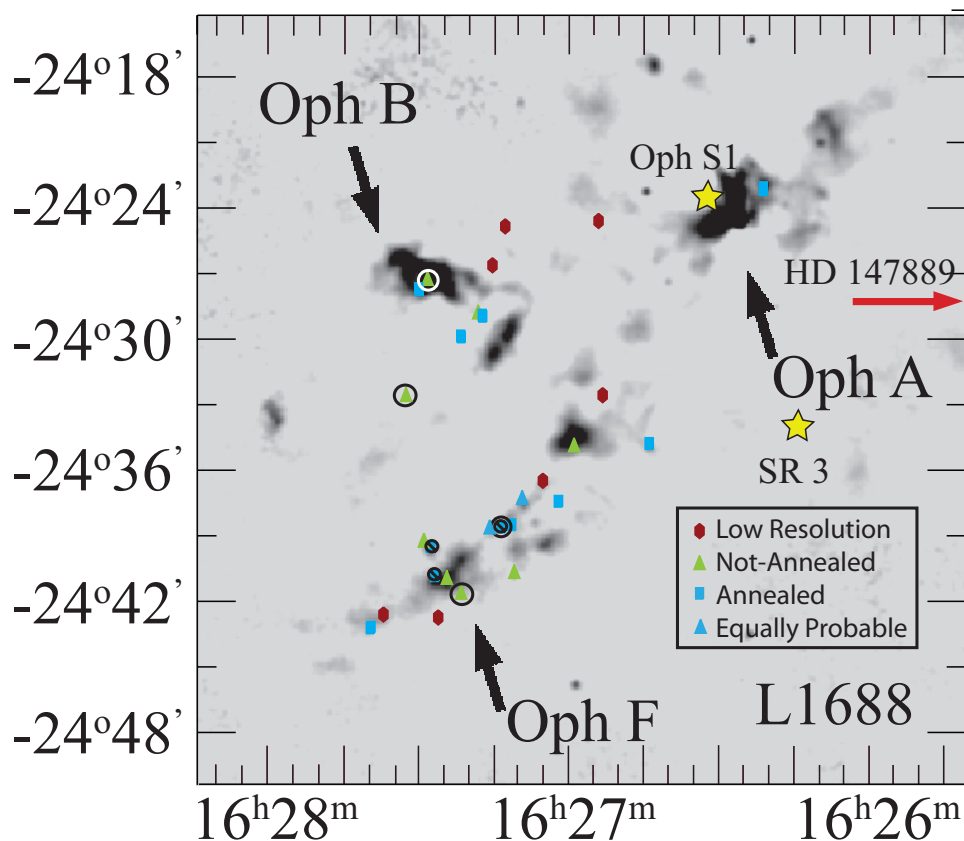 -24°18’
Oph B
Oph S1
-24°24’
HD 147889
-24°30’
Oph A
-24°36’
SR 3
Low Resolution
Not-Annealed
-24°42’
Annealed
Equally Probable
L1688
Oph F
-24°48’
16ʰ28ᵐ 16ʰ27ᵐ 16ʰ26ᵐ